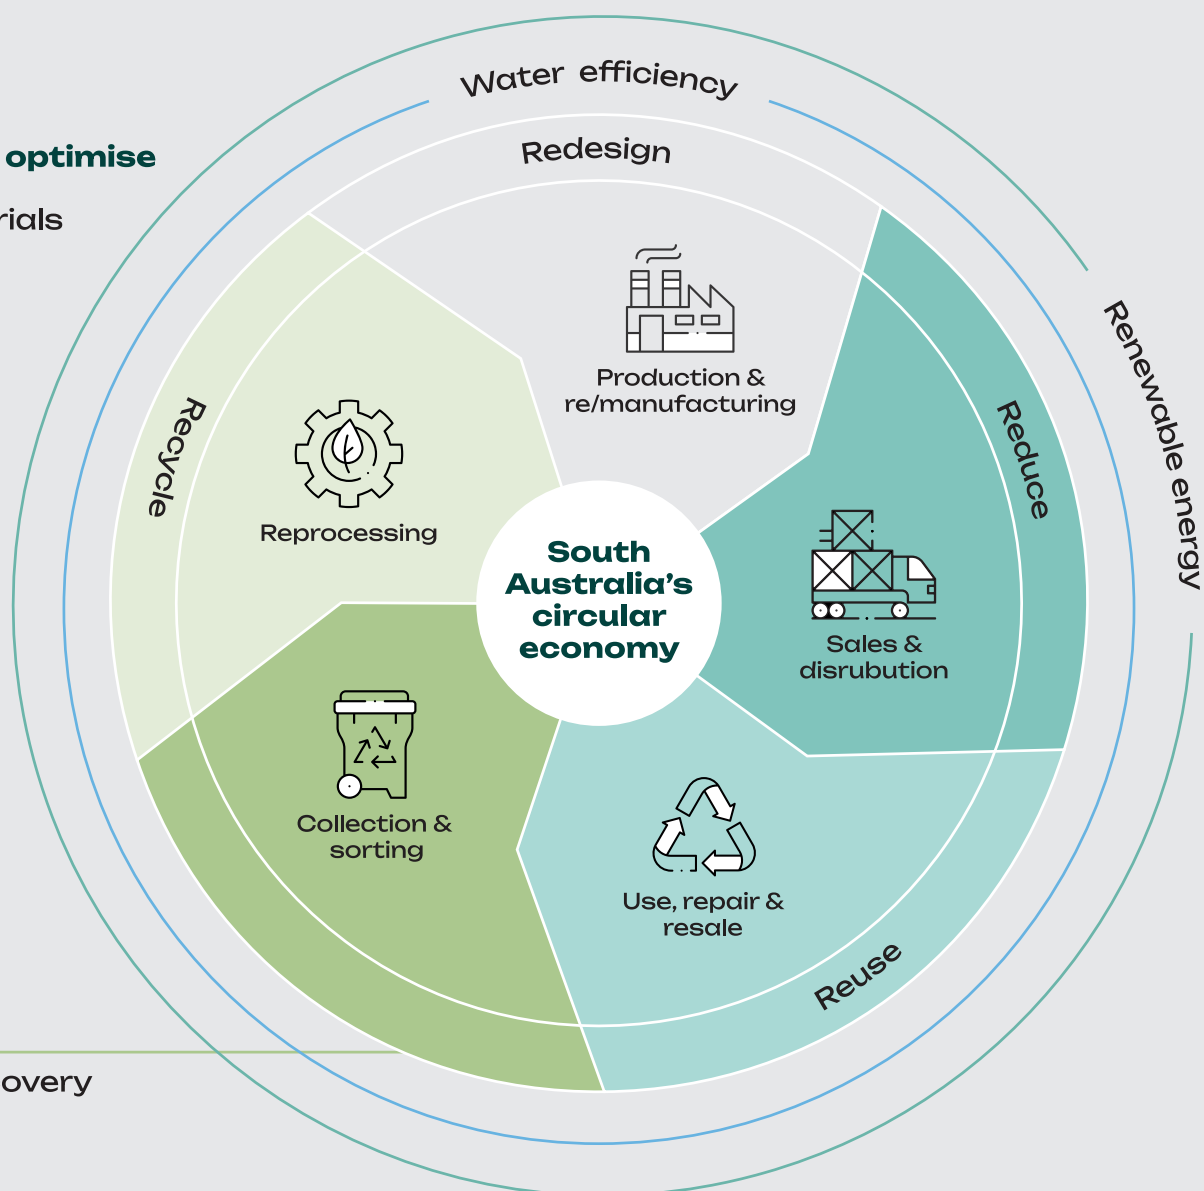 Water efficiency
Redesign
optimise
rials
Renewable energy
Production &
re/manufacturing
Recycle
Reduce
Reprocessing
South
Australia’s
circular
economy
Sales &
disrubution
Collection &
sorting
Use, repair &
resale
Reuse
overy